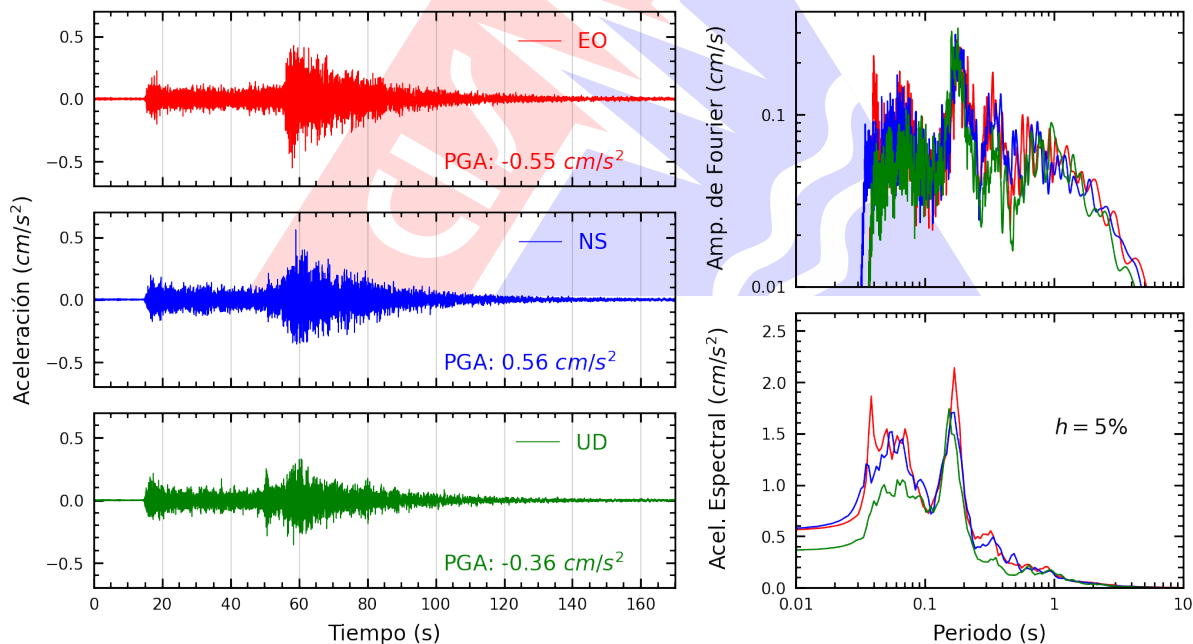 Aceleración (cm/s²)
0.5
0.0
−0.5
EO
PGA: -0.55 cm/s²
0.5
0.0
−0.5
NS
PGA: 0.56 cm/s²
0.5
0.0
−0.5
UD
PGA: -0.36 cm/s²
0 20 40 60 80 100 120 140 160
Tiempo (s)
Amp. de Fourier (cm/s)
0.1
0.01
Acel. Espectral (cm/s²)
2.5
2.0
1.5
1.0
0.5
0.0
h = 5%
0.01 0.1 1 10
Periodo (s)